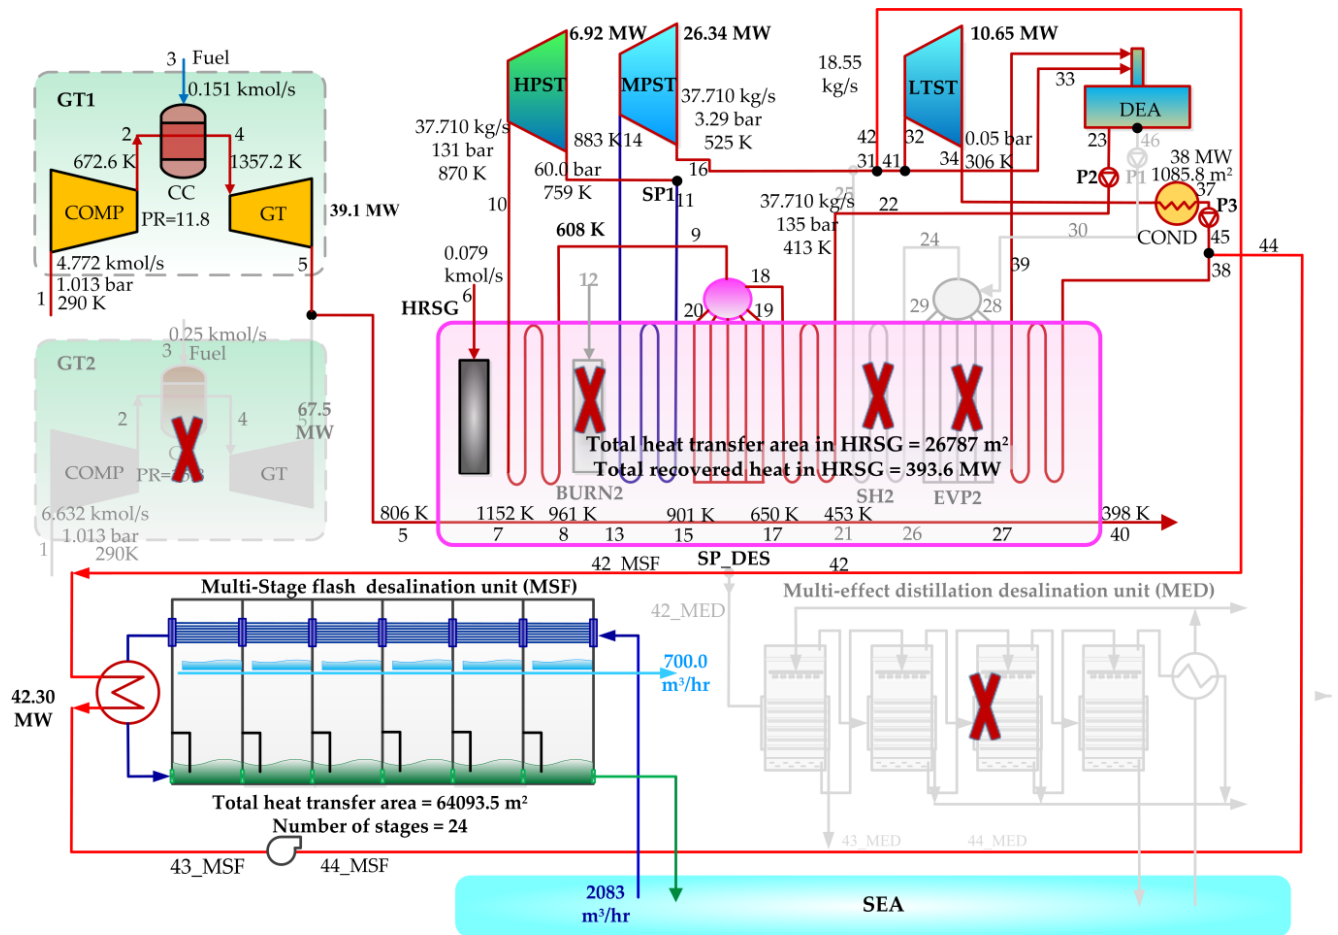 3
Fuel
GT1
0.151 kmol/s
2
4
672.6 K
1357.2 K
CC
COMP
PR=11.8
GT
39.1 MW
4.772 kmol/s
1.013 bar
290 K
1
5
0.25 kmol/s
3
Fuel
GT2
2
4
67.5
MW
5
COMP
GT
6.632 kmol/s
1.013 bar
290K
1
6.92 MW
26.34 MW
10.65 MW
HPST
MPST
LTST
18.55
kg/s
33
DEA
37.710 kg/s
131 bar
870 K
883 K
14
37.710 kg/s
3.29 bar
525 K
60.0 bar
759 K
16
SP1
11
10
42
31
41
32
34
0.05 bar
306 K
23
46
P1
P2
38 MW
1085.8 m²
37
P3
COND
45
44
38
25
22
37.710 kg/s
135 bar
413 K
30
24
39
608 K
9
0.079
kmol/s
6
HRSG
12
18
20
19
29
28
Total heat transfer area in HRSG = 26787 m²
Total recovered heat in HRSG = 393.6 MW
BURN2
SH2
EVP2
806 K
1152 K
961 K
901 K
650 K
453 K
398 K
5
7
8
13
15
17
21
26
27
40
42_MSF
SP_DES
42
Multi-Stage flash desalination unit (MSF)
Multi-effect distillation desalination unit (MED)
42_MED
700.0
m³/hr
42.30
MW
Total heat transfer area = 64093.5 m²
Number of stages = 24
43_MSF
44_MSF
43_MED
44_MED
2083
m³/hr
SEA